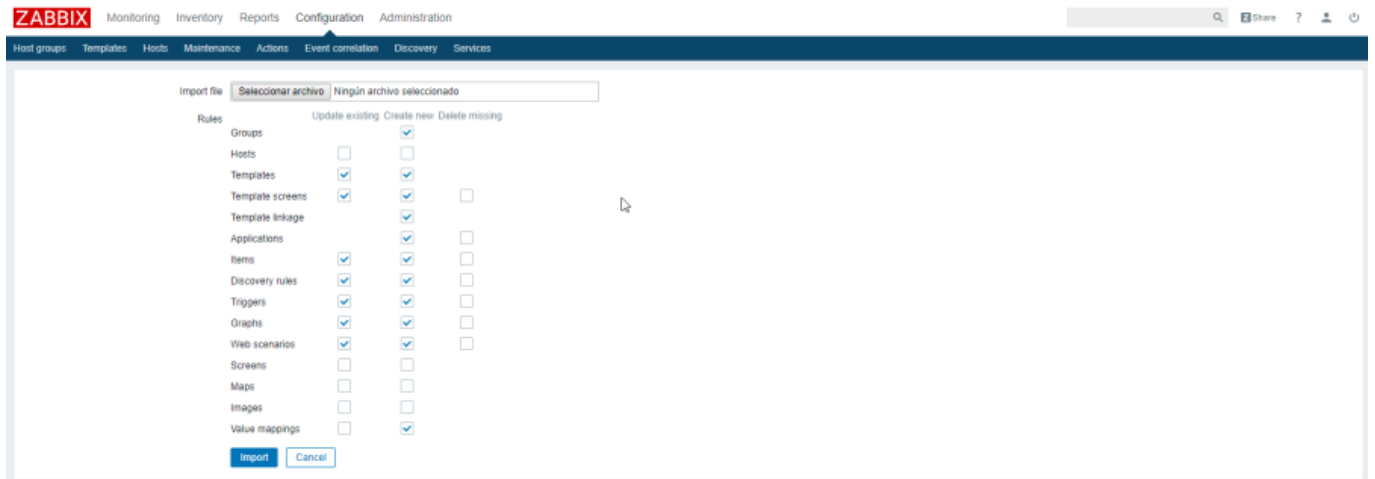 ZABBIX Monitoring Inventory Reports Configuration Administration Share ?
Host groups Templates Hosts Maintenance Actions Event correlation Discovery Services
Import file Seleccionar archivo Ningún archivo seleccionado
Rules Update existing Create new Delete missing
Groups
Hosts
Templates
Template screens
Template linkage
Applications
Items
Discovery rules
Triggers
Graphs
Web scenarios
Screens
Maps
Images
Value mappings
Import Cancel